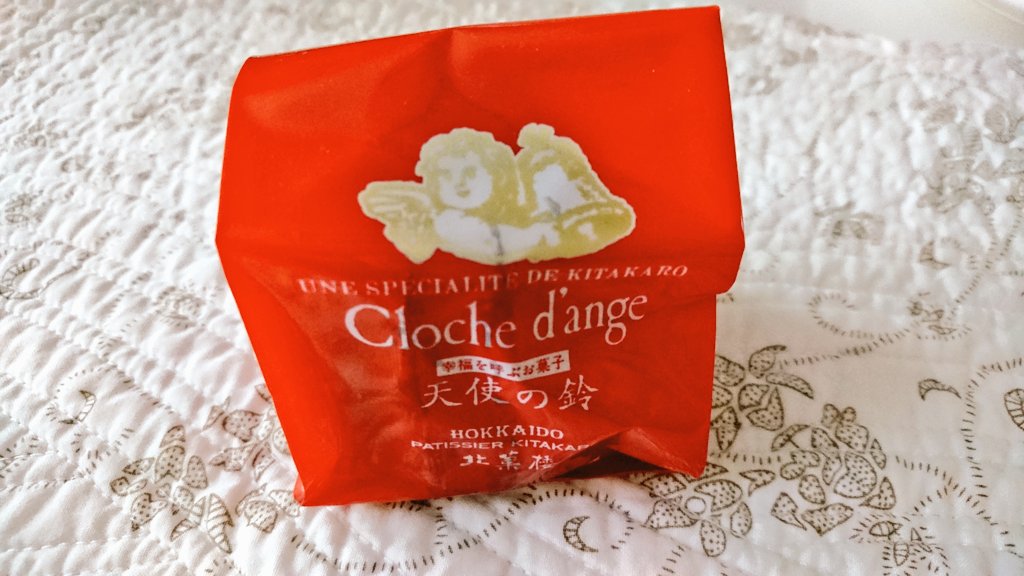 UNE SPECIALITE DE KITAKARO
Cloche d'ange
幸福を呼ぶお菓子
天使の鈴
HOKKAIDO
PATISSIER KITAKAR
北菓楼